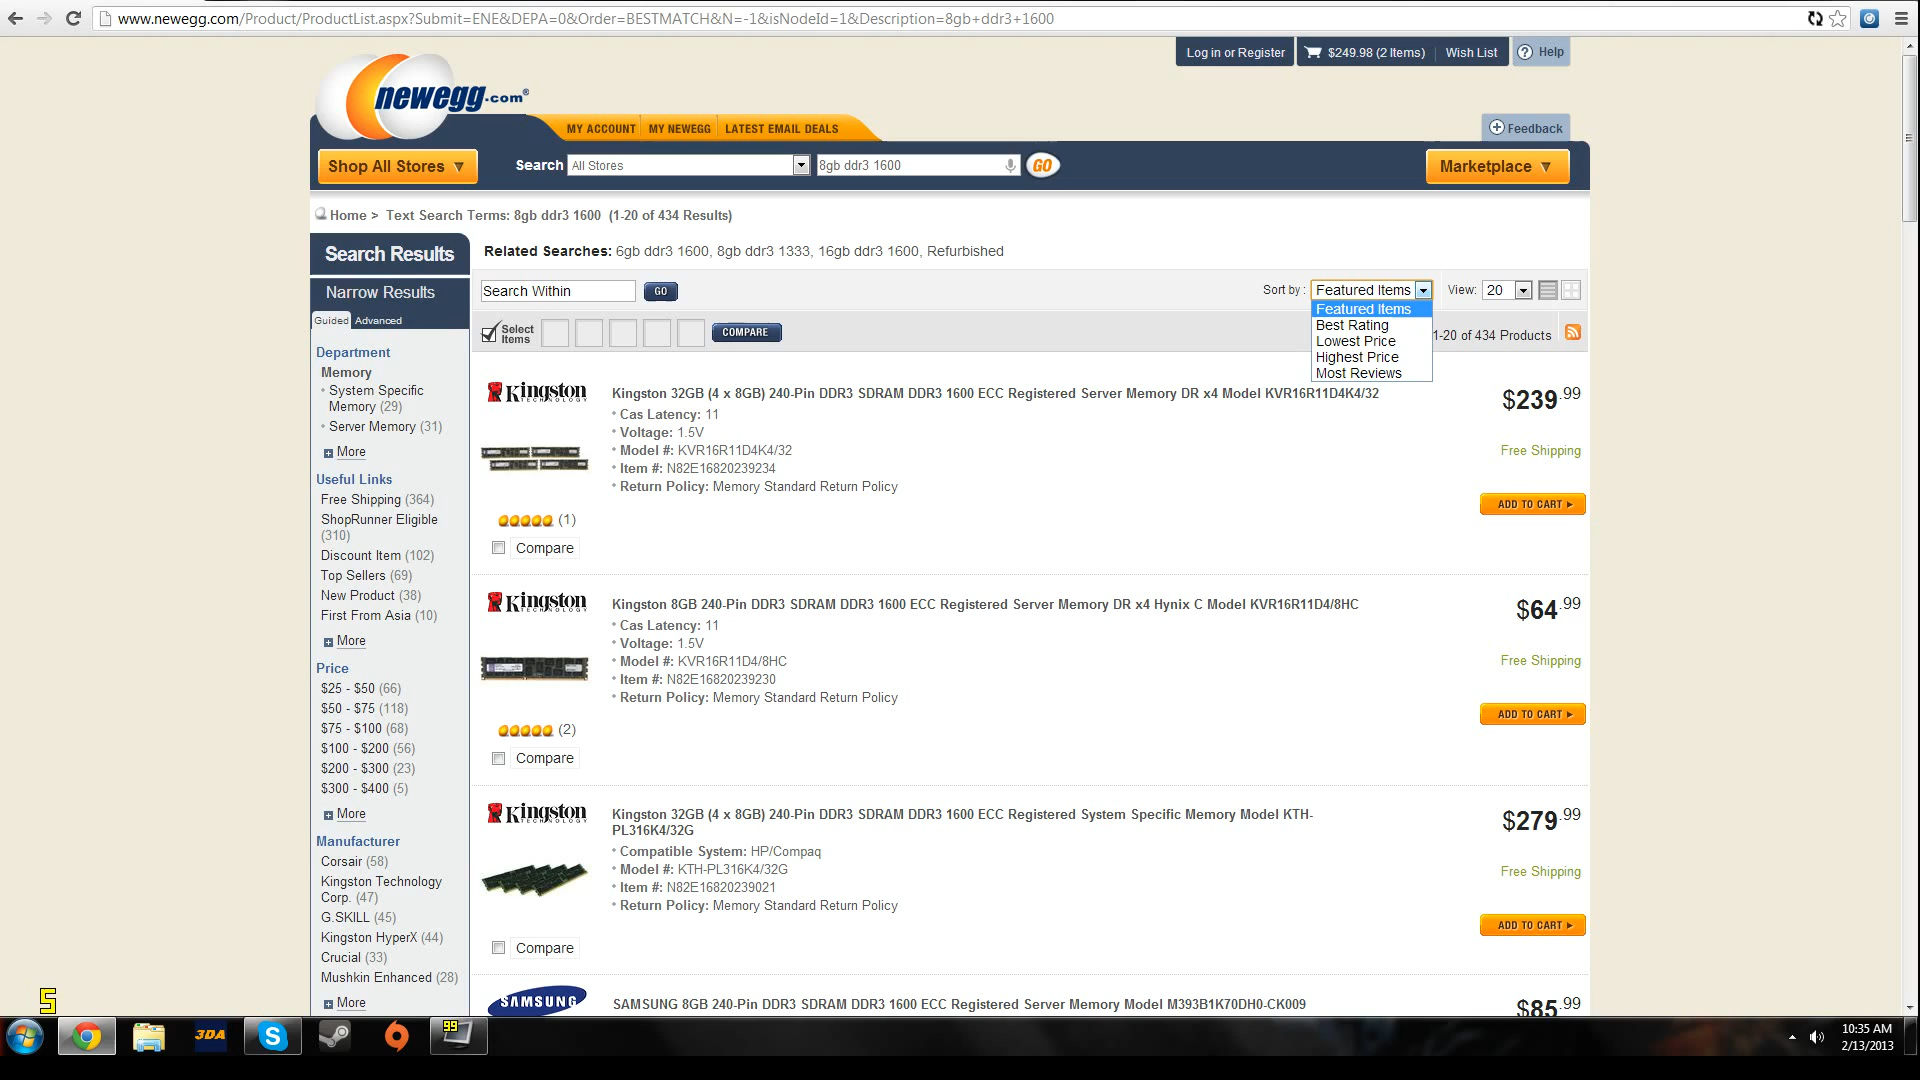 www.newegg.com/Product/ProductList.aspx?Submit=ENE&DEPA=0&Order=BESTMATCH&N=-1&isNodeId=1&Description=8gb+ddr3+1600
Log in or Register
$249.98 (2 Items)
Wish List
? Help
newegg.com®
MY ACCOUNT
MY NEWEGG
LATEST EMAIL DEALS
Feedback
Shop All Stores ▼
Search
All Stores
8gb ddr3 1600
GO
Marketplace ▼
Home > Text Search Terms: 8gb ddr3 1600 (1-20 of 434 Results)
Search Results
Related Searches: 6gb ddr3 1600, 8gb ddr3 1333, 16gb ddr3 1600, Refurbished
Narrow Results
Guided
Advanced
Search Within
GO
Sort by :
Featured Items
View:
20
Featured Items
Best Rating
Lowest Price
Highest Price
Most Reviews
Select
Items
COMPARE
1-20 of 434 Products
Department
Memory
System Specific
Memory (29)
Server Memory (31)
More
Useful Links
Free Shipping (364)
ShopRunner Eligible
(310)
Discount Item (102)
Top Sellers (69)
New Product (38)
First From Asia (10)
More
Price
$25 - $50 (66)
$50 - $75 (118)
$75 - $100 (68)
$100 - $200 (56)
$200 - $300 (23)
$300 - $400 (5)
More
Manufacturer
Corsair (58)
Kingston Technology
Corp. (47)
G.SKILL (45)
Kingston HyperX (44)
Crucial (33)
Mushkin Enhanced (28)
More
Kingston
TECHNOLOGY
Kingston 32GB (4 x 8GB) 240-Pin DDR3 SDRAM DDR3 1600 ECC Registered Server Memory DR x4 Model KVR16R11D4K4/32
Cas Latency: 11
Voltage: 1.5V
Model #: KVR16R11D4K4/32
Item #: N82E16820239234
Return Policy: Memory Standard Return Policy
(1)
Compare
$239.99
Free Shipping
ADD TO CART
Kingston
TECHNOLOGY
Kingston 8GB 240-Pin DDR3 SDRAM DDR3 1600 ECC Registered Server Memory DR x4 Hynix C Model KVR16R11D4/8HC
Cas Latency: 11
Voltage: 1.5V
Model #: KVR16R11D4/8HC
Item #: N82E16820239230
Return Policy: Memory Standard Return Policy
(2)
Compare
$64.99
Free Shipping
ADD TO CART
Kingston
TECHNOLOGY
Kingston 32GB (4 x 8GB) 240-Pin DDR3 SDRAM DDR3 1600 ECC Registered System Specific Memory Model KTH-
PL316K4/32G
Compatible System: HP/Compaq
Model #: KTH-PL316K4/32G
Item #: N82E16820239021
Return Policy: Memory Standard Return Policy
Compare
$279.99
Free Shipping
ADD TO CART
SAMSUNG
SAMSUNG 8GB 240-Pin DDR3 SDRAM DDR3 1600 ECC Registered Server Memory Model M393B1K70DH0-CK009
$85.99
5
3DA
99
10:35 AM
2/13/2013